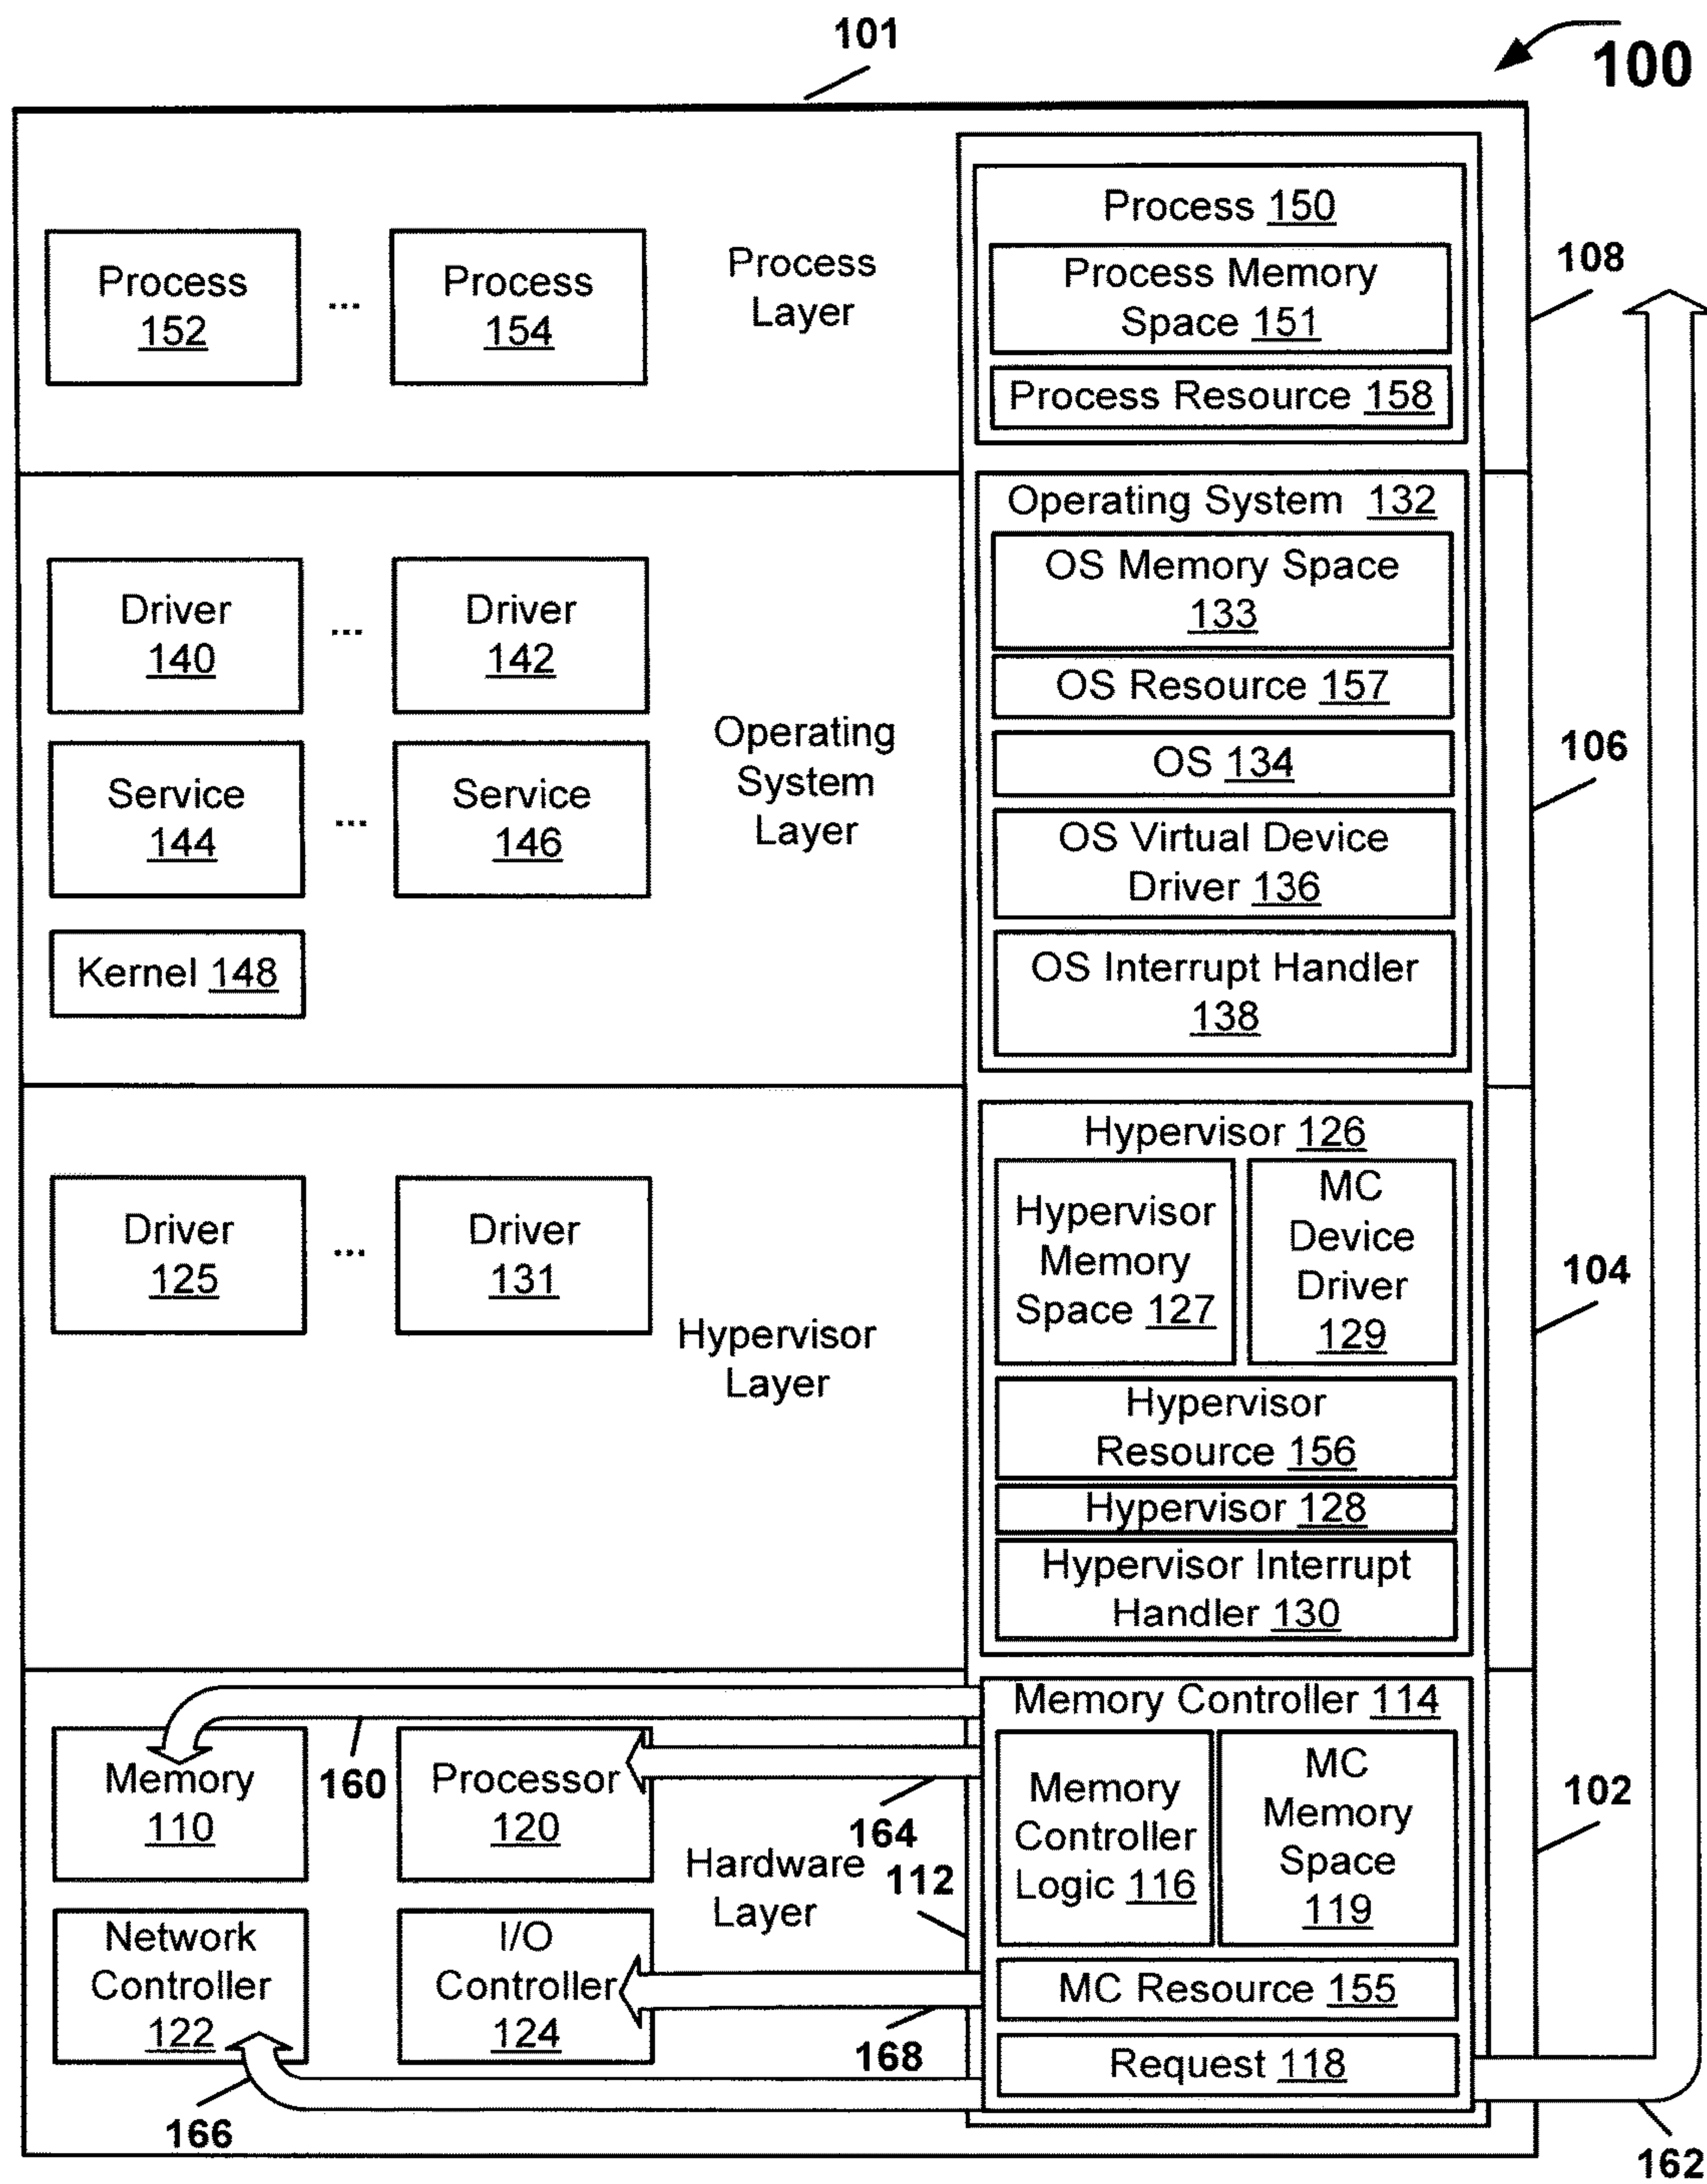 101
100
Process
152
...
Process
154
Process
Layer
Process 150
Process Memory
Space 151
Process Resource 158
108
Driver
140
...
Driver
142
Service
144
...
Service
146
Kernel 148
Operating
System
Layer
Operating System 132
OS Memory Space
133
OS Resource 157
OS 134
OS Virtual Device
Driver 136
OS Interrupt Handler
138
106
Driver
125
...
Driver
131
Hypervisor
Layer
Hypervisor 126
Hypervisor
Memory
Space 127
MC
Device
Driver
129
Hypervisor
Resource 156
Hypervisor 128
Hypervisor Interrupt
Handler 130
104
Memory
110
160
Processor
120
164
Network
Controller
122
166
I/O
Controller
124
168
Hardware
Layer
112
Memory Controller 114
Memory
Controller
Logic 116
MC
Memory
Space
119
MC Resource 155
Request 118
102
162